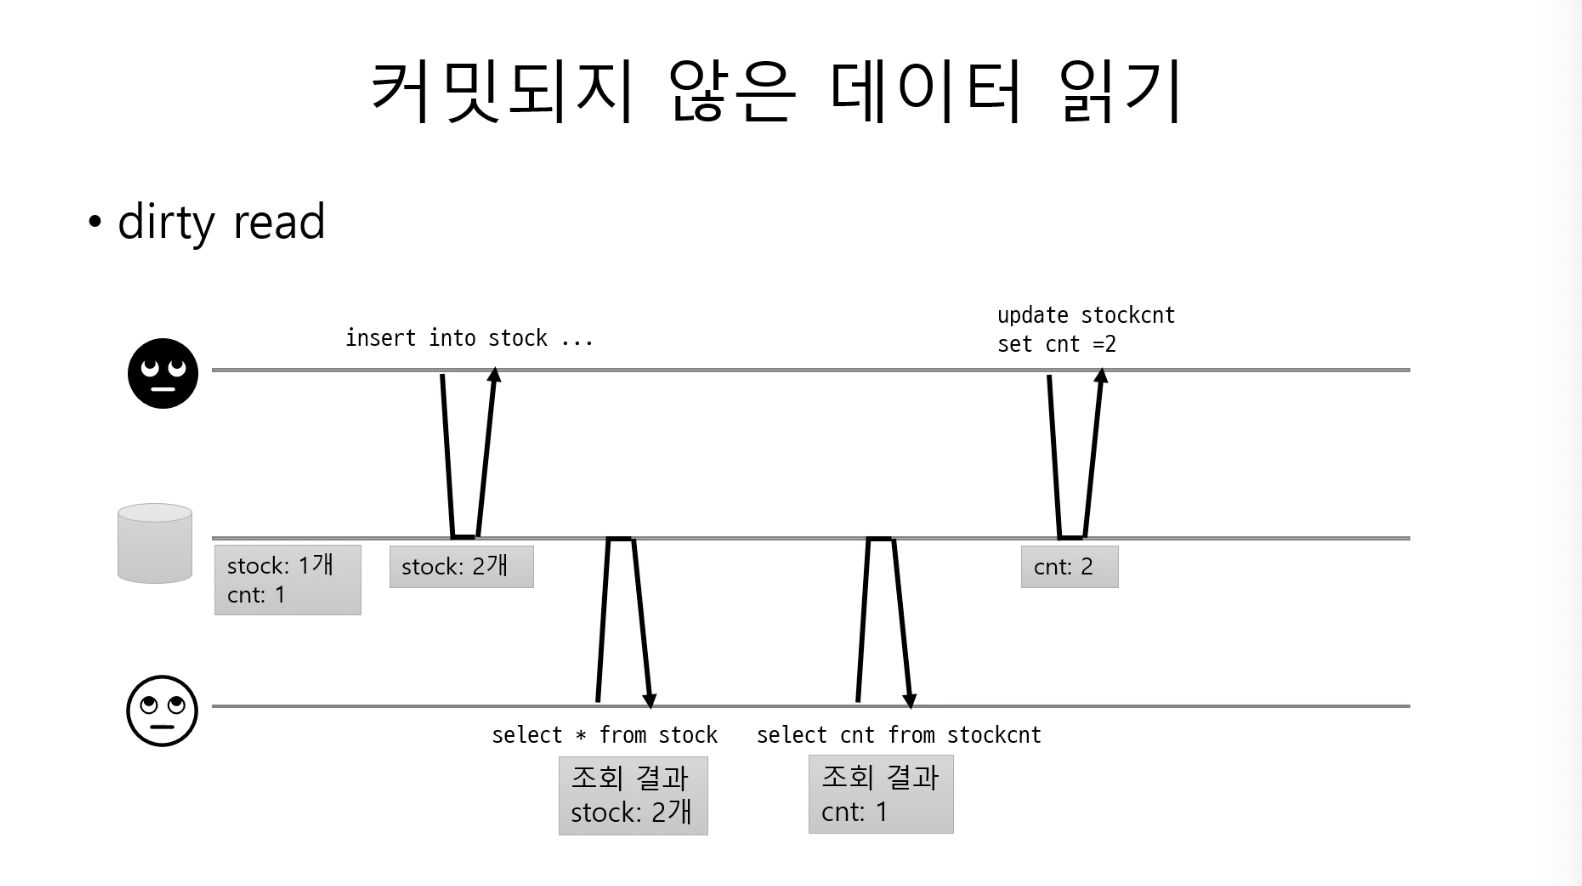 커밋되지 않은 데이터 읽기
• dirty read
insert into stock ...
update stockcnt
set cnt =2
stock: 1개
cnt: 1
stock: 2개
cnt: 2
select * from stock
select cnt from stockcnt
조회 결과
stock: 2개
조회 결과
cnt: 1